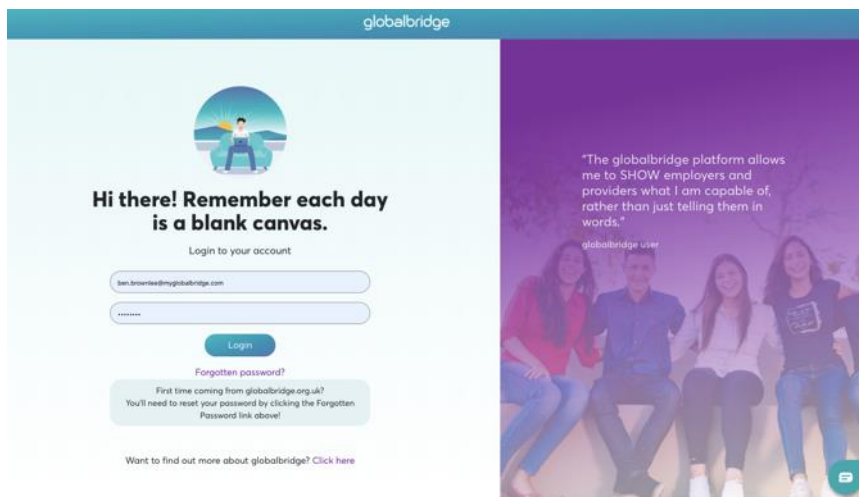 globalbridge
Hi there! Remember each day
is a blank canvas.
Login to your account
ben.brownlee@myglobalbridge.com
Login
Forgotten password?
First time coming from globalbridge.org.uk?
You'll need to reset your password by clicking the Forgotten
Password link above!
Want to find out more about globalbridge? Click here
"The globalbridge platform allows
me to SHOW employers and
providers what I am capable of,
rather than just telling them in
words."
globalbridge user